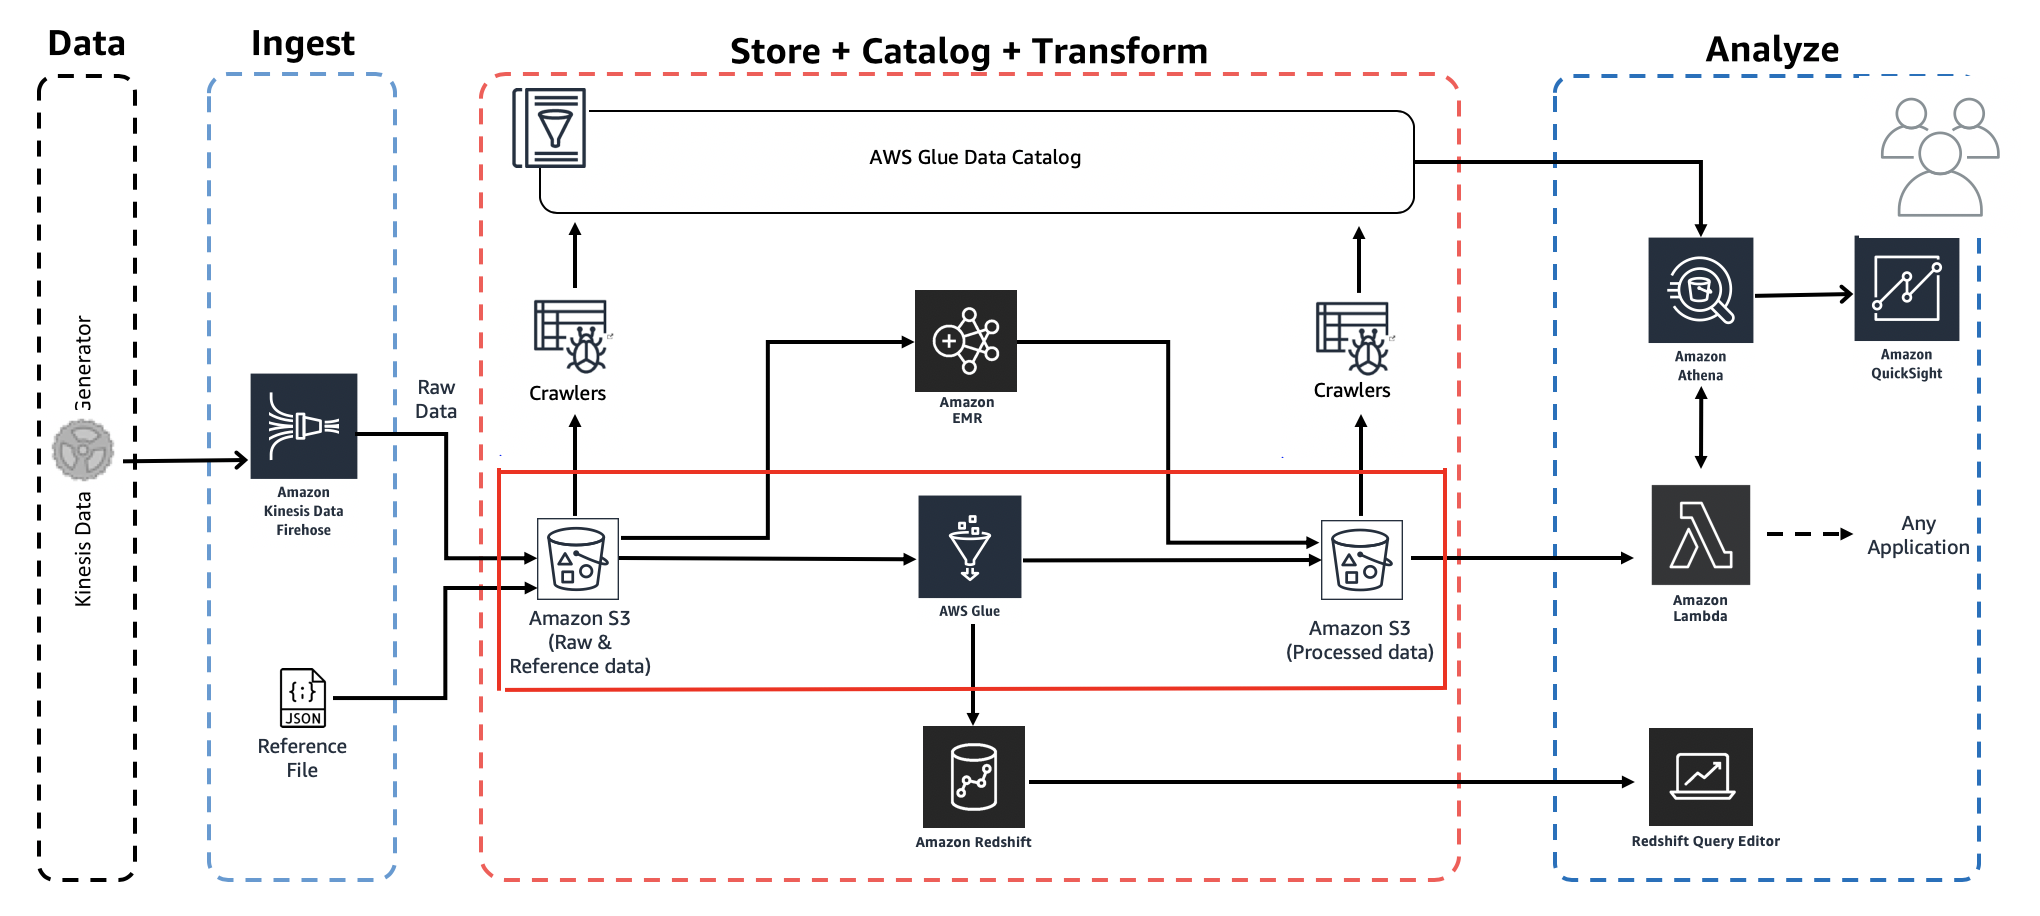 Data
Ingest
Store + Catalog + Transform
Analyze
AWS Glue Data Catalog
Kinesis Data Generator
Amazon
Kinesis Data
Firehose
Raw
Data
{;}
JSON
Reference
File
Crawlers
Crawlers
Amazon
EMR
Amazon S3
(Raw &
Reference data)
AWS Glue
Amazon S3
(Processed data)
Amazon Redshift
Amazon
Athena
Amazon
QuickSight
Amazon
Lambda
Any
Application
Redshift Query Editor